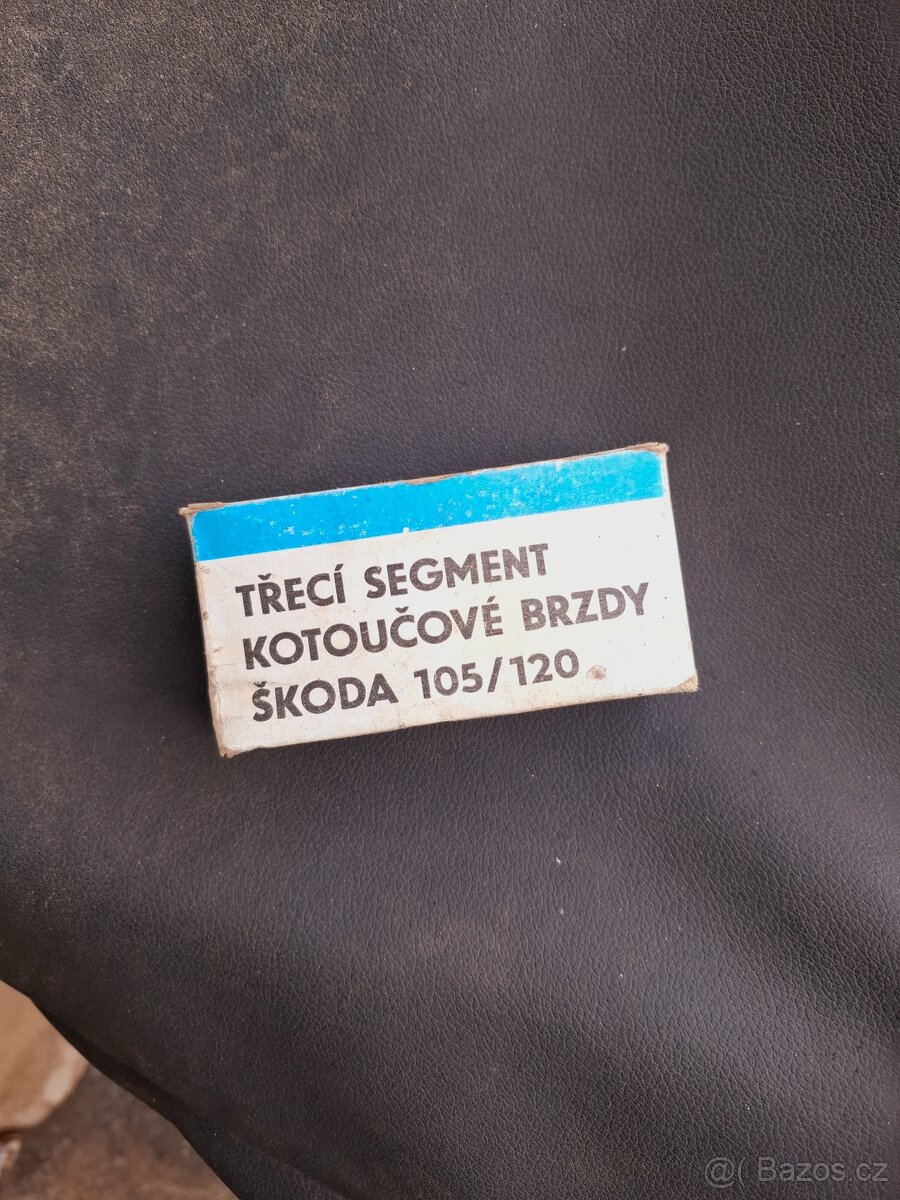 TŘECÍ SEGMENT
KOTOUČOVÉ BRZDY
ŠKODA 105/120
@( Bazos.cz